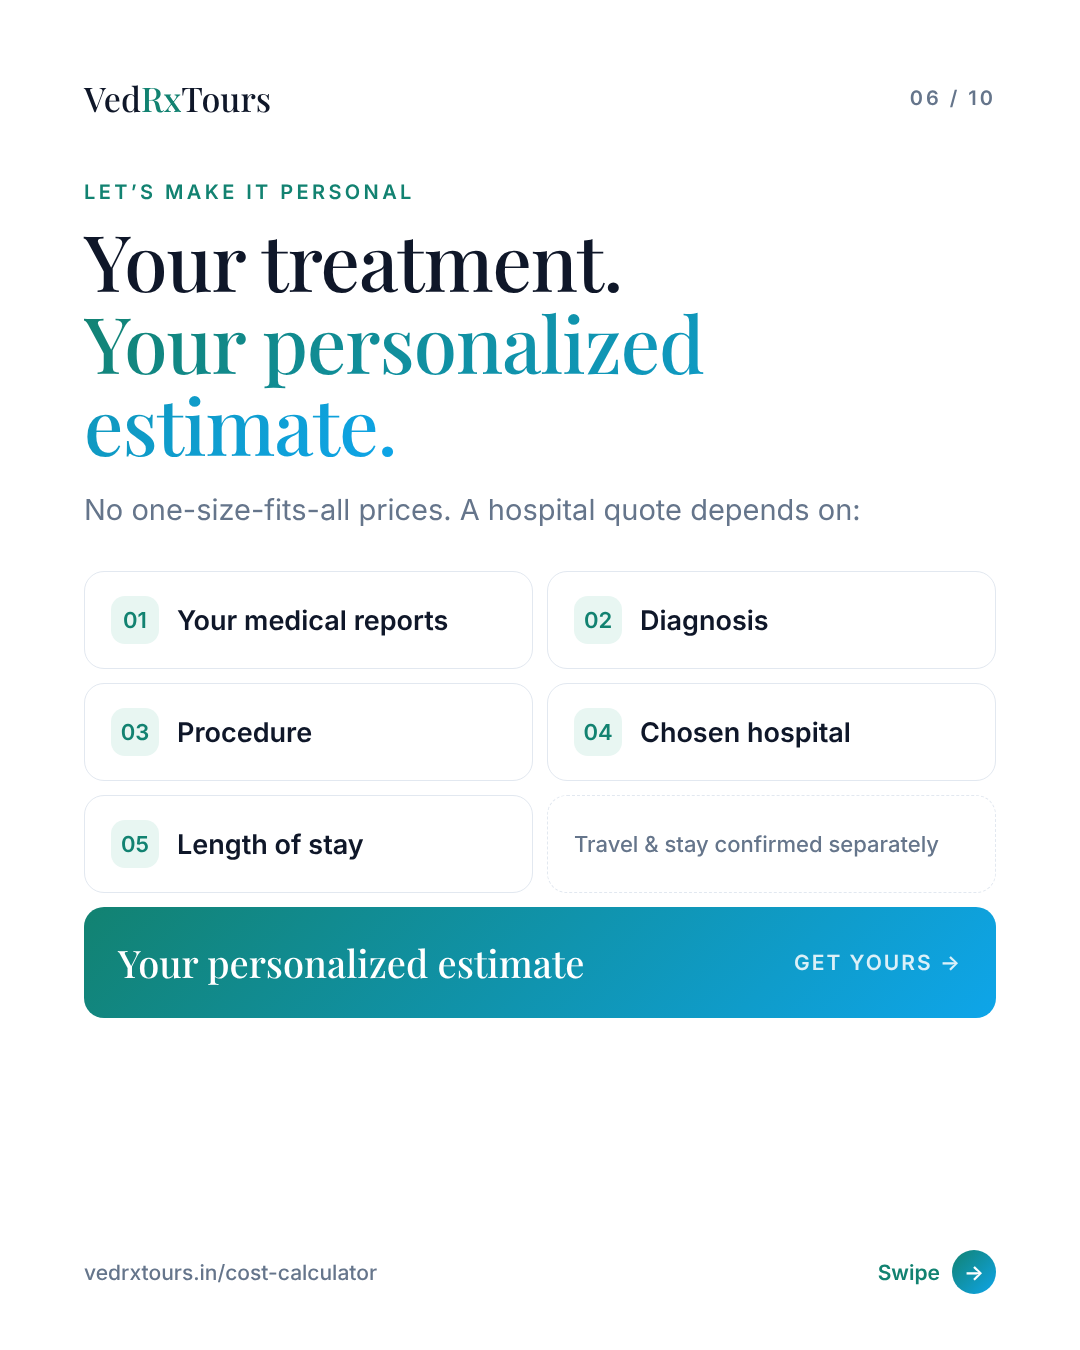 VedRxTours
06 / 10
LET’S MAKE IT PERSONAL
Your treatment.
Your personalized
estimate.
No one-size-fits-all prices. A hospital quote depends on:
01 Your medical reports
02 Diagnosis
03 Procedure
04 Chosen hospital
05 Length of stay
Travel & stay confirmed separately
Your personalized estimate
GET YOURS →
vedrxtours.in/cost-calculator
Swipe →